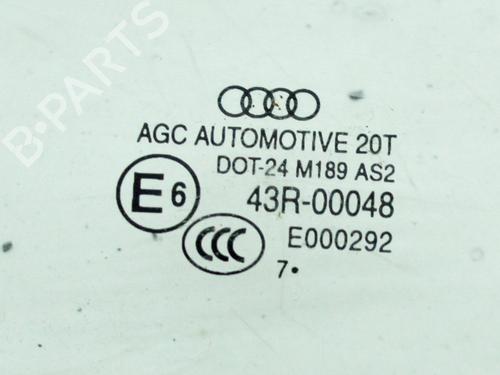 B-PARTS
AGC AUTOMOTIVE 20T
DOT-24 M189 AS2
E6
43R-00048
CCC
E000292
7•